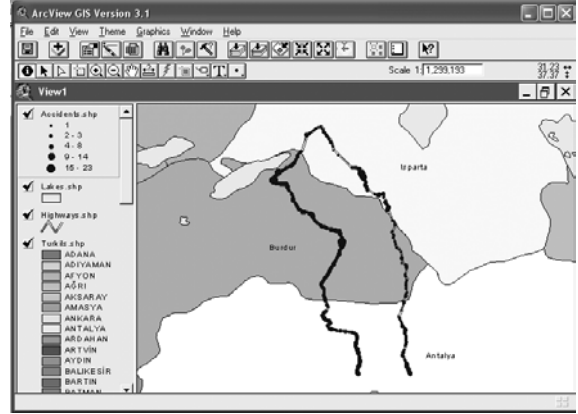 ArcView GIS Version 3.1
File Edit View Theme Graphics Window Help
Scale 1: 1,299,193
31.23
37.37
View1
Accidents.shp
1
2 - 3
4 - 8
9 - 14
15 - 23
Lakes.shp
Highways.shp
Turkils.shp
ADANA
ADIYAMAN
AFYON
AĞRI
AKSARAY
AMASYA
ANKARA
ANTALYA
ARDAHAN
ARTVİN
AYDIN
BALIKESİR
BARTIN
BATMAN
Isparta
Burdur
Antalya